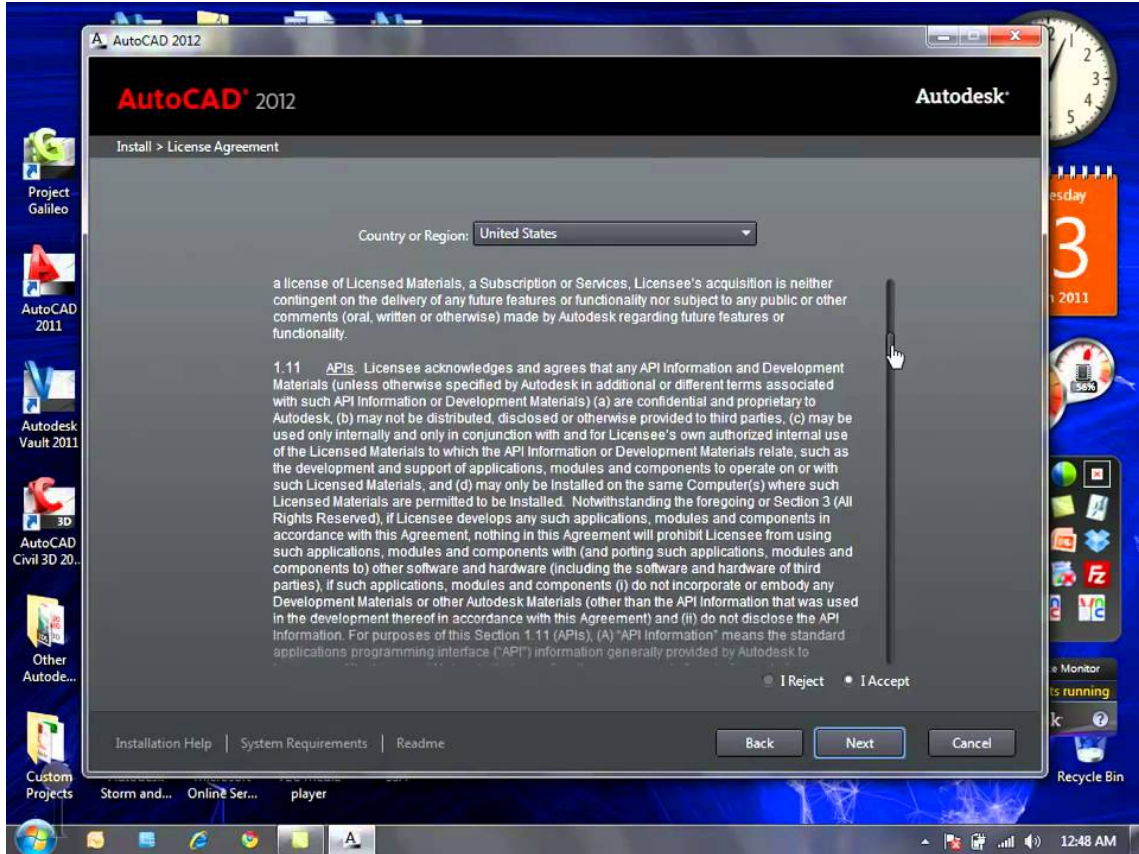 AutoCAD 2012
AutoCAD® 2012
Autodesk®
Install > License Agreement
Country or Region: United States
a license of Licensed Materials, a Subscription or Services, Licensee's acquisition is neither
contingent on the delivery of any future features or functionality nor subject to any public or other
comments (oral, written or otherwise) made by Autodesk regarding future features or
functionality.
1.11 APIs. Licensee acknowledges and agrees that any API Information and Development
Materials (unless otherwise specified by Autodesk in additional or different terms associated
with such API Information or Development Materials) (a) are confidential and proprietary to
Autodesk, (b) may not be distributed, disclosed or otherwise provided to third parties, (c) may be
used only internally and only in conjunction with and for Licensee's own authorized internal use
of the Licensed Materials to which the API Information or Development Materials relate, such as
the development and support of applications, modules and components to operate on or with
such Licensed Materials, and (d) may only be Installed on the same Computer(s) where such
Licensed Materials are permitted to be Installed. Notwithstanding the foregoing or Section 3 (All
Rights Reserved), if Licensee develops any such applications, modules and components in
accordance with this Agreement, nothing in this Agreement will prohibit Licensee from using
such applications, modules and components with (and porting such applications, modules and
components to) other software and hardware (including the software and hardware of third
parties), if such applications, modules and components (i) do not incorporate or embody any
Development Materials or other Autodesk Materials (other than the API Information that was used
in the development thereof in accordance with this Agreement) and (ii) do not disclose the API
Information. For purposes of this Section 1.11 (APIs), (A) "API Information" means the standard
applications programming interface ("API") information generally provided by Autodesk to
I Reject I Accept
Installation Help | System Requirements | Readme
Back Next Cancel
Project
Galileo
AutoCAD
2011
Autodesk
Vault 2011
3D
AutoCAD
Civil 3D 20...
Other
Autode...
Custom
Projects
Storm and... Online Ser... player
2
3
4
5
esday
3
2011
56%
Monitor
ts running
k ?
Recycle Bin
12:48 AM